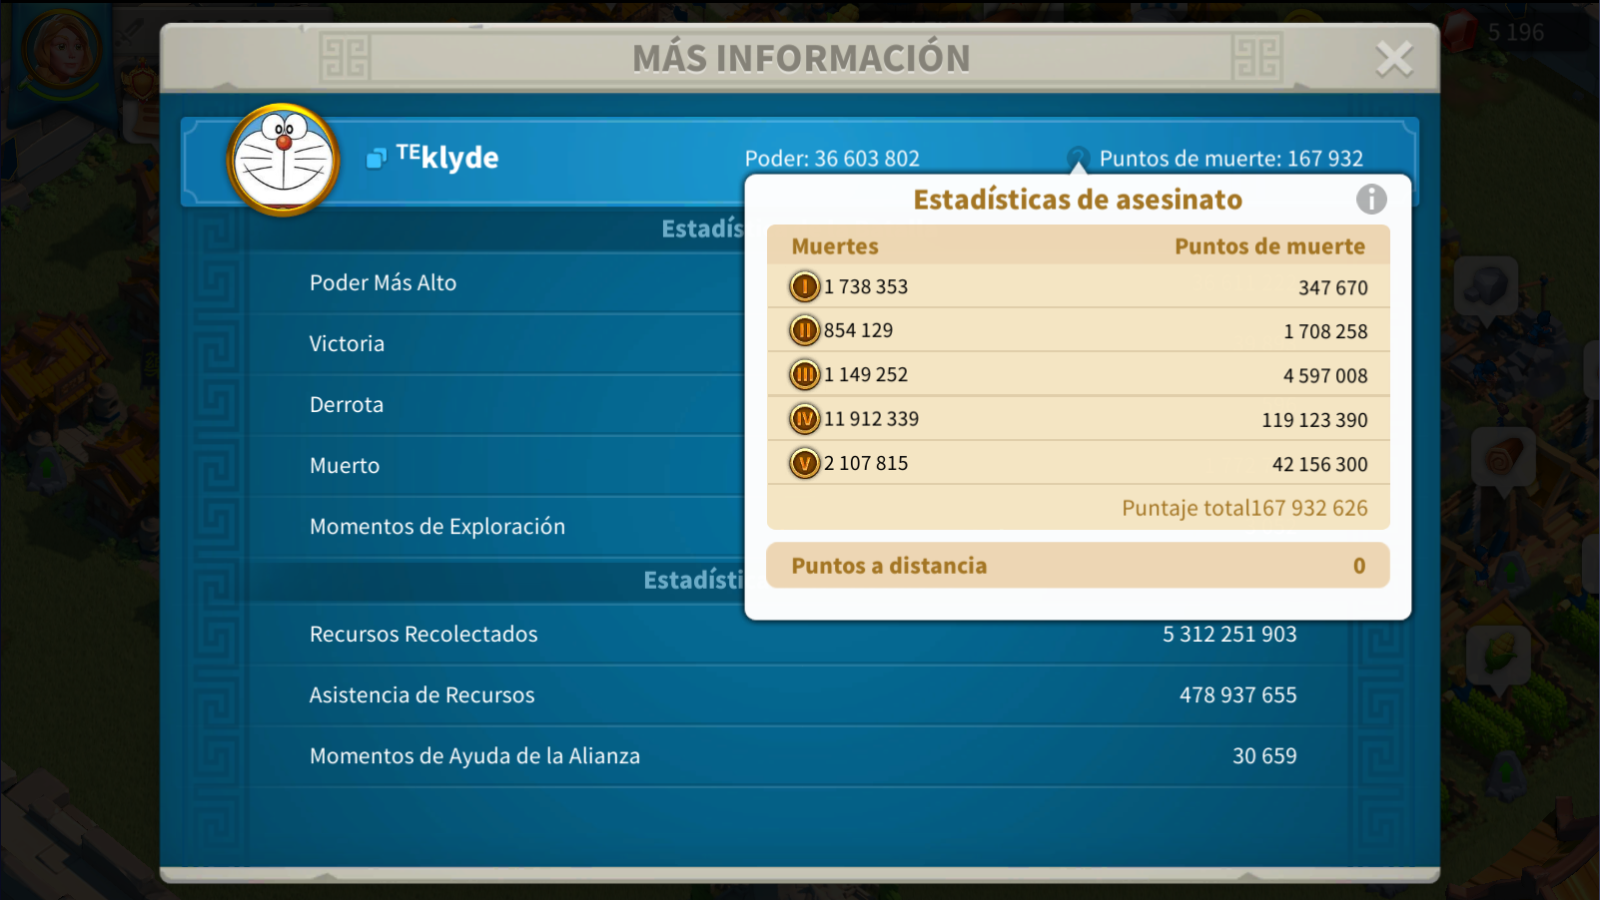 5 196
MÁS INFORMACIÓN
TEklyde
Poder: 36 603 802
Puntos de muerte: 167 932
Estadísticas de asesinato
Muertes Puntos de muerte
I 1 738 353 347 670
II 854 129 1 708 258
III 1 149 252 4 597 008
IV 11 912 339 119 123 390
V 2 107 815 42 156 300
Puntaje total167 932 626
Puntos a distancia 0
Estadís
Poder Más Alto
Victoria
Derrota
Muerto
Momentos de Exploración
Estadísti
Recursos Recolectados 5 312 251 903
Asistencia de Recursos 478 937 655
Momentos de Ayuda de la Alianza 30 659